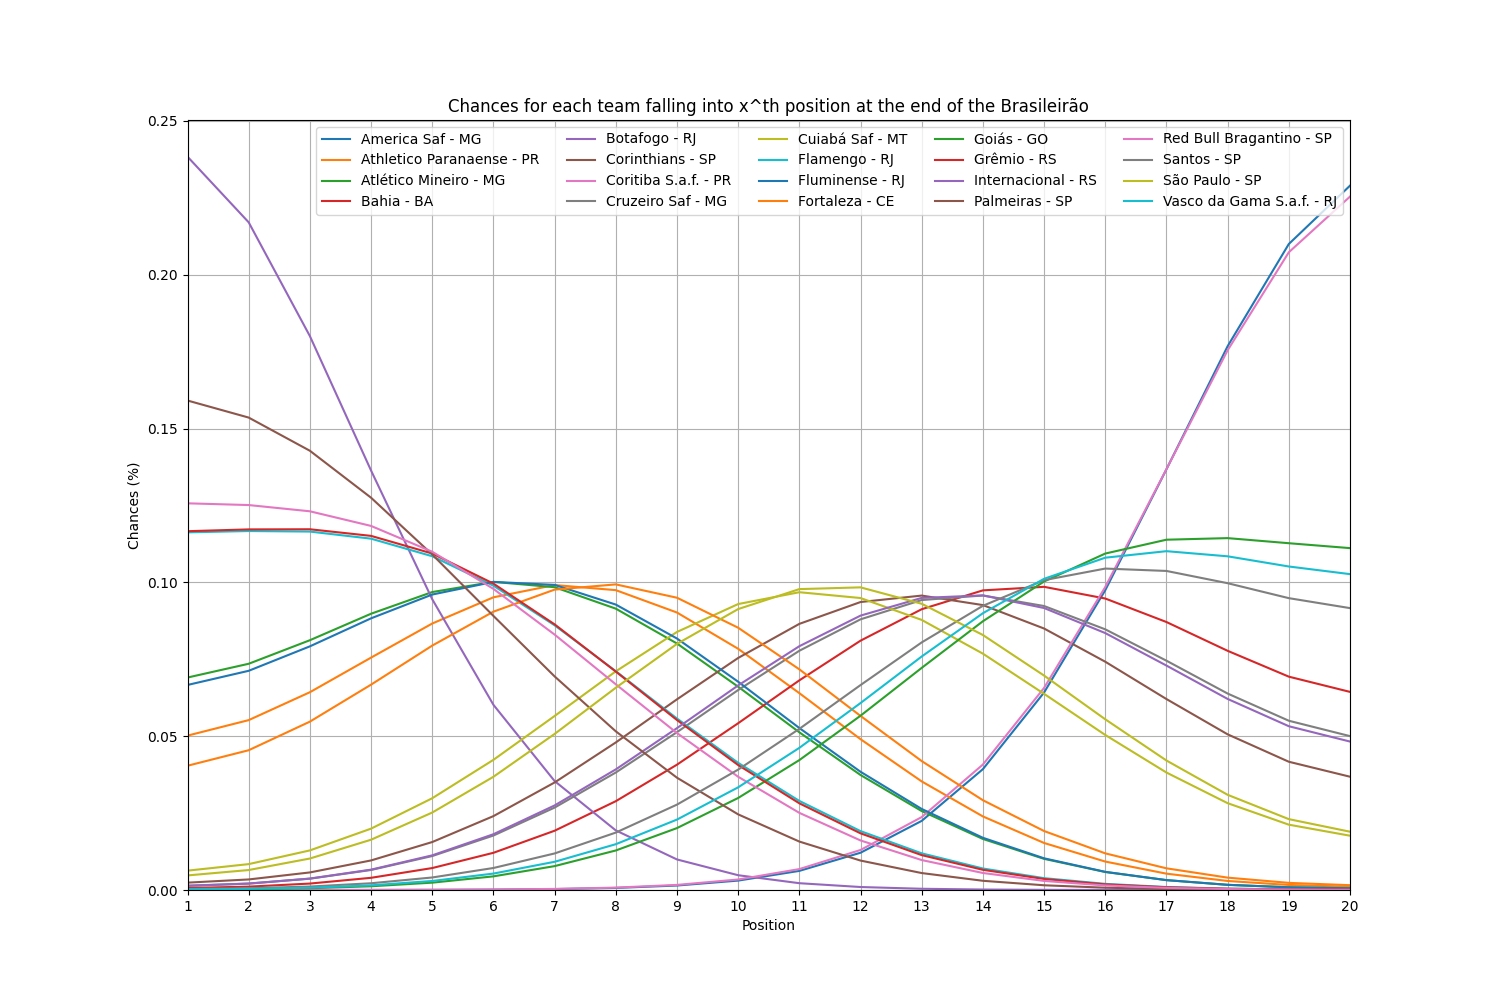 Chances for each team falling into x^th position at the end of the Brasileirão
America Saf - MG
Athletico Paranaense - PR
Atlético Mineiro - MG
Bahia - BA
Botafogo - RJ
Corinthians - SP
Coritiba S.a.f. - PR
Cruzeiro Saf - MG
Cuiabá Saf - MT
Flamengo - RJ
Fluminense - RJ
Fortaleza - CE
Goiás - GO
Grêmio - RS
Internacional - RS
Palmeiras - SP
Red Bull Bragantino - SP
Santos - SP
São Paulo - SP
Vasco da Gama S.a.f. - RJ
Chances (%)
0.25
0.20
0.15
0.10
0.05
0.00
1 2 3 4 5 6 7 8 9 10 11 12 13 14 15 16 17 18 19 20
Position